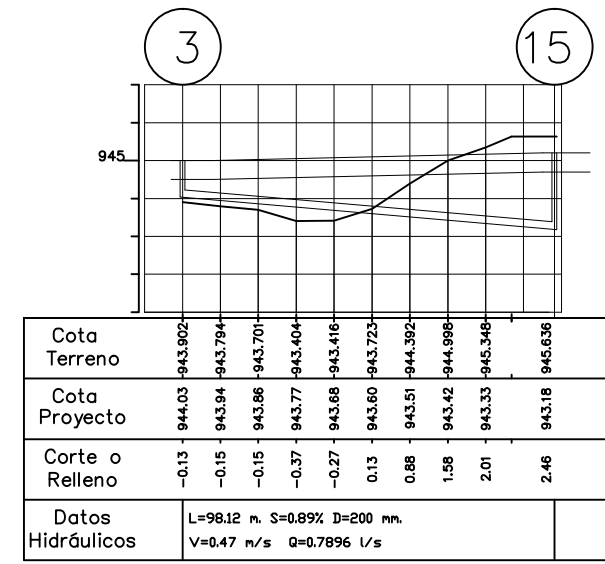 3 15
945
Cota
Terreno
943.902 943.794 943.701 943.404 943.416 943.723 944.392 944.998 945.348 945.636
Cota
Proyecto
944.03 943.94 943.86 943.77 943.68 943.60 943.51 943.42 943.33 943.18
Corte o
Relleno
-0.13 -0.15 -0.15 -0.37 -0.27 0.13 0.88 1.58 2.01 2.46
Datos
Hidráulicos
L=98.12 m. S=0.89% D=200 mm.
V=0.47 m/s Q=0.7896 l/s